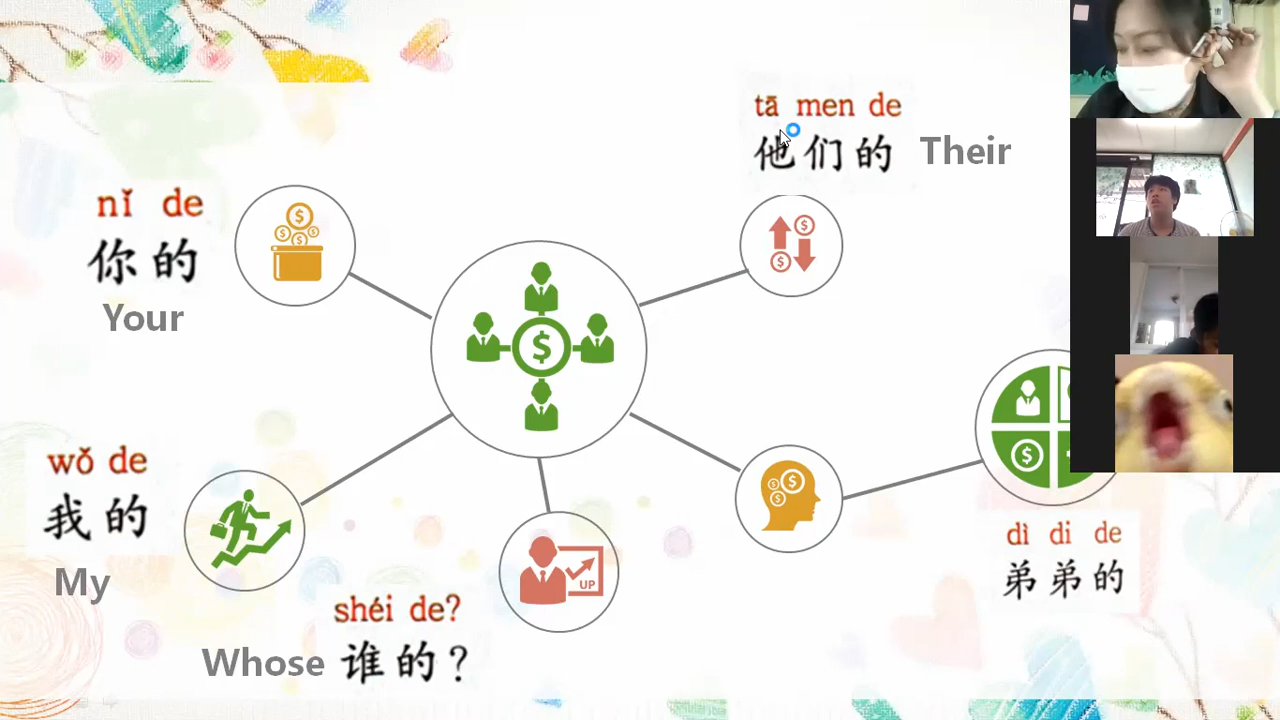 tā men de
他们的 Their
nǐ de
你的
Your
wǒ de
我的
My
UP
shéi de?
Whose 谁的?
dì di de
弟弟的